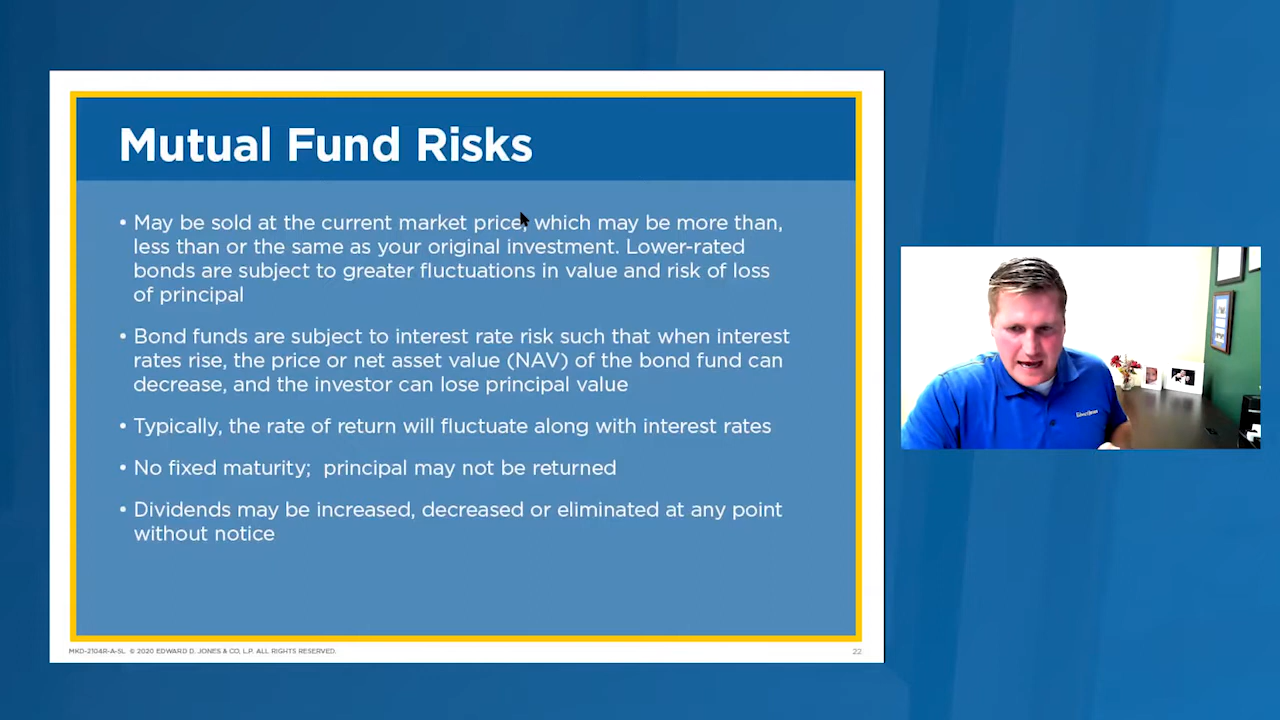 Mutual Fund Risks
• May be sold at the current market price, which may be more than,
less than or the same as your original investment. Lower-rated
bonds are subject to greater fluctuations in value and risk of loss
of principal
• Bond funds are subject to interest rate risk such that when interest
rates rise, the price or net asset value (NAV) of the bond fund can
decrease, and the investor can lose principal value
• Typically, the rate of return will fluctuate along with interest rates
• No fixed maturity;  principal may not be returned
• Dividends may be increased, decreased or eliminated at any point
without notice
MKD-2104R-A-SL © 2020 EDWARD D. JONES & CO, L.P. ALL RIGHTS RESERVED.
22